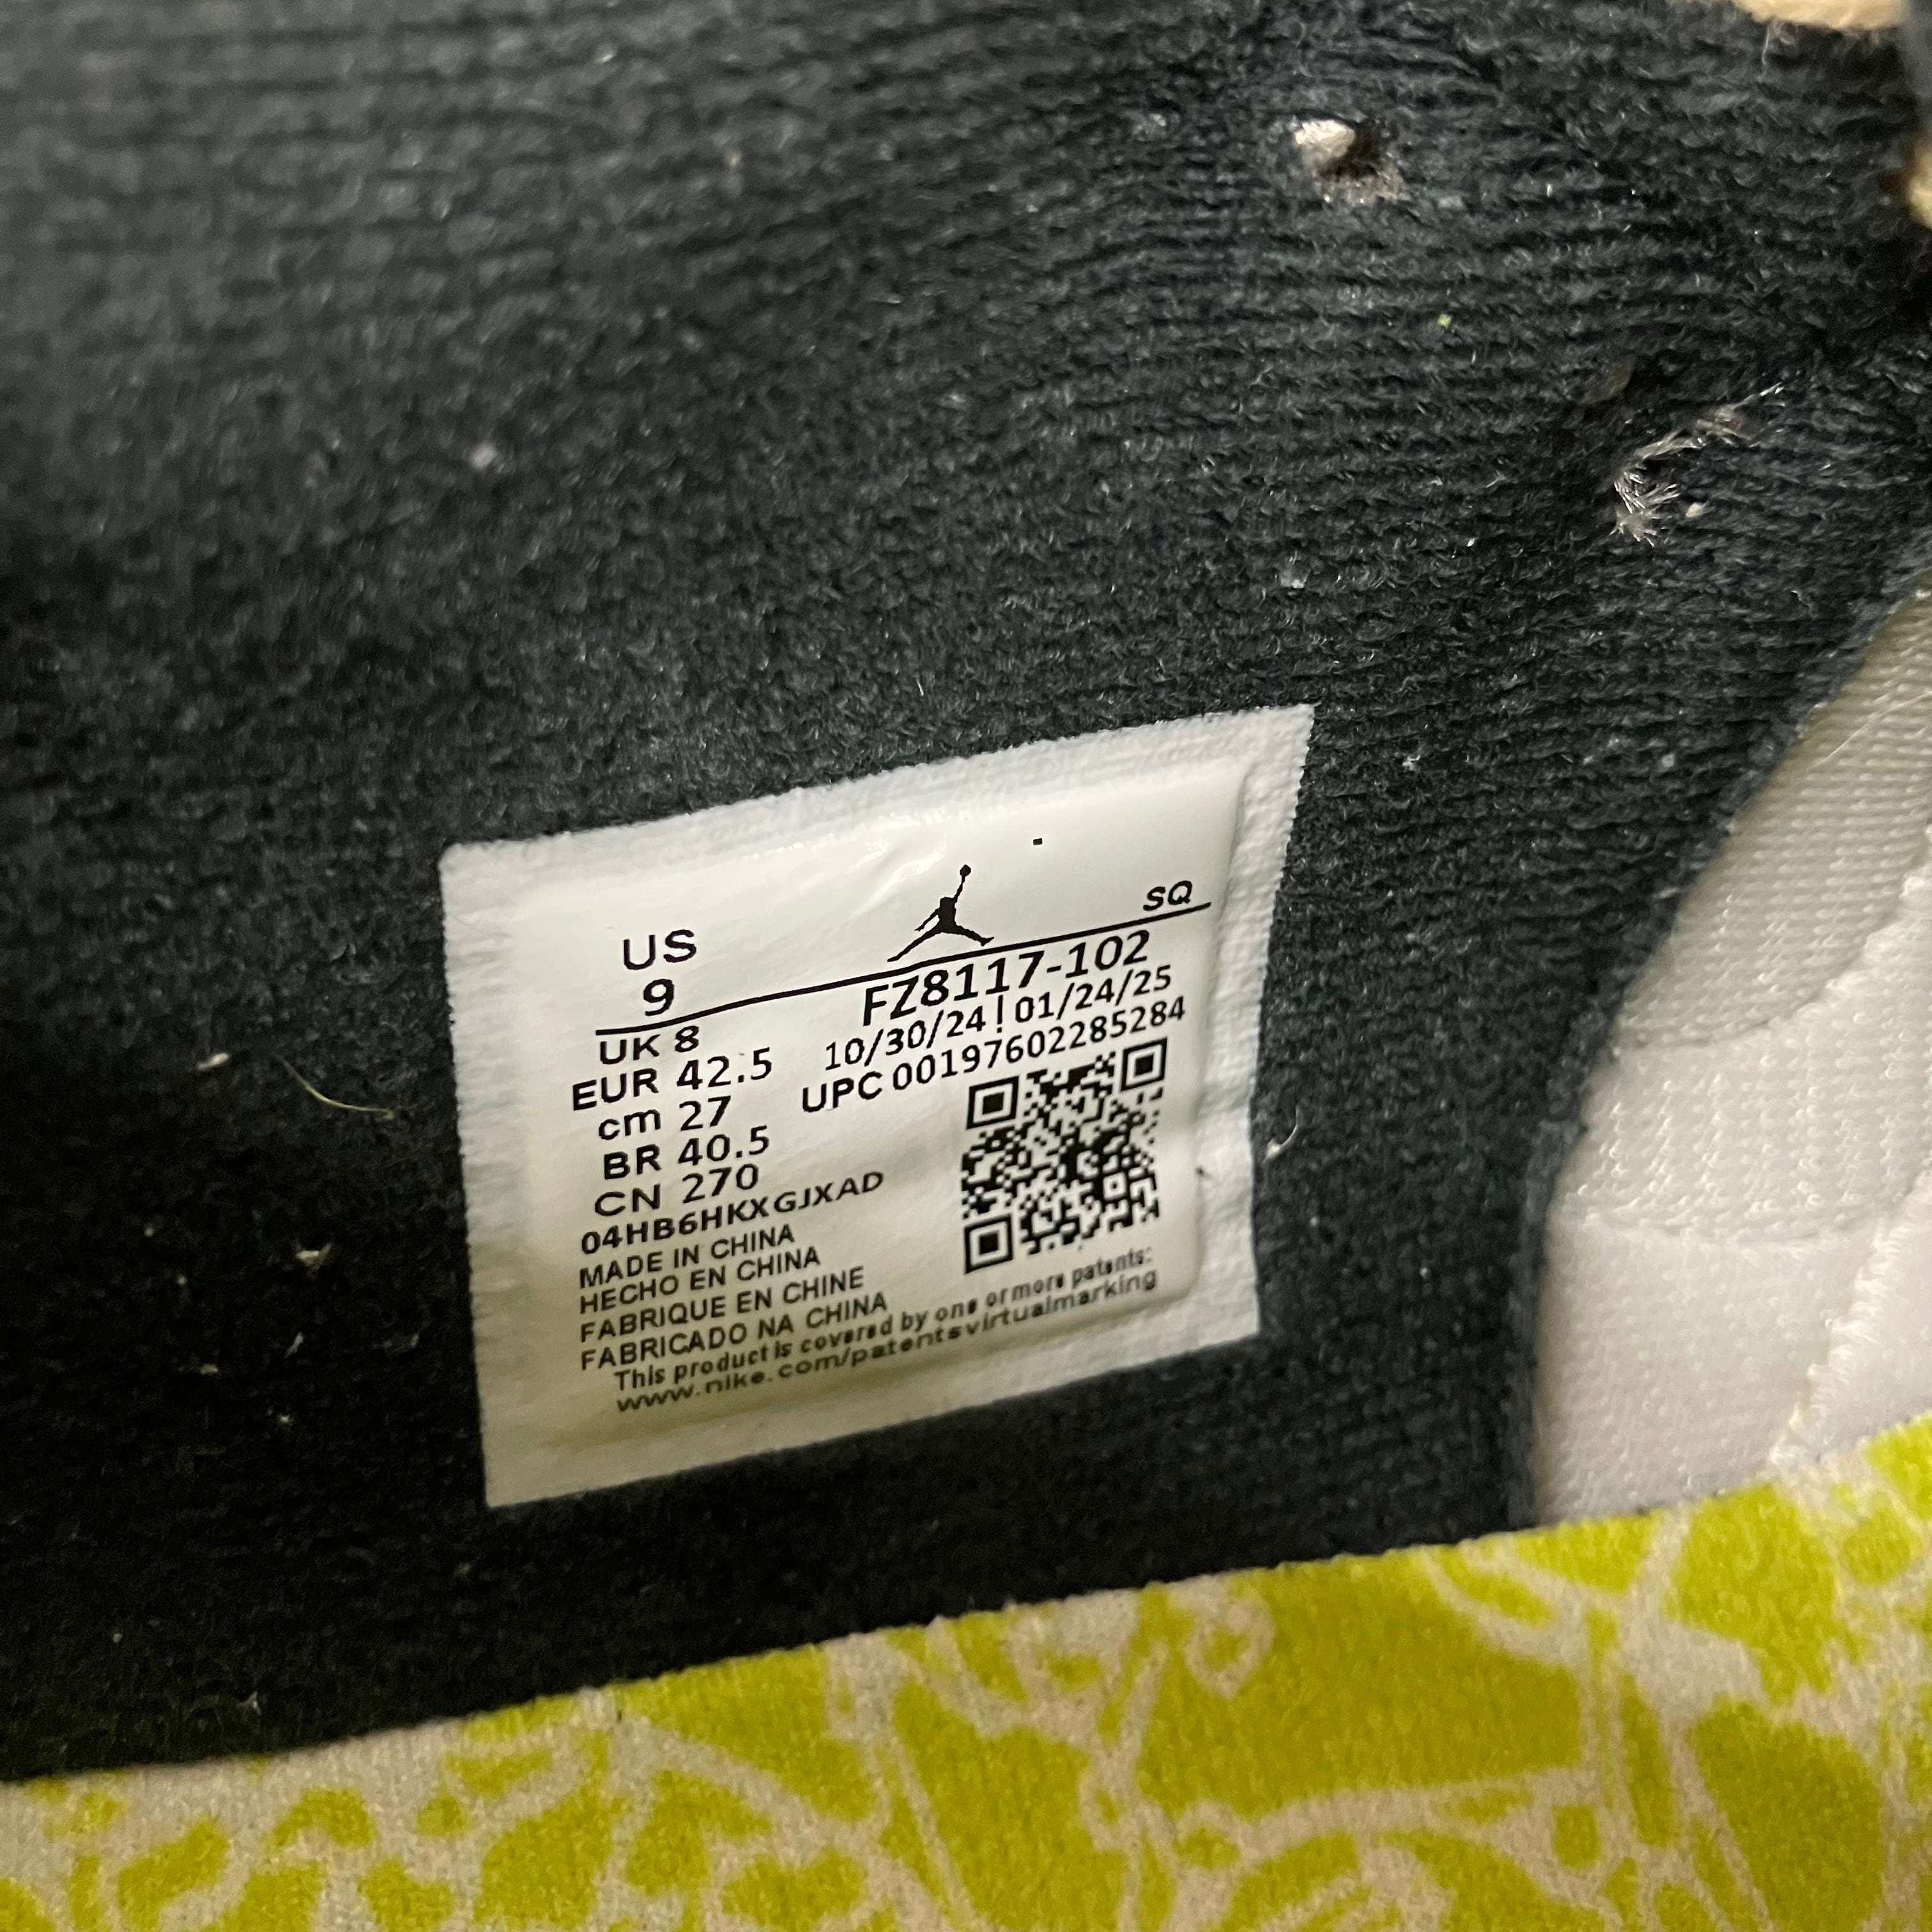 US
9
SQ
FZ8117-102
10/30/24 | 01/24/25
UPC 00197602285284
UK 8
EUR 42.5
cm 27
BR 40.5
CN 270
04HB6HKXGJXAD
MADE IN CHINA
HECHO EN CHINA
FABRIQUE EN CHINE
FABRICADO NA CHINA
This product is covered by one or more patents:
www.nike.com/patentsvirtualmarking